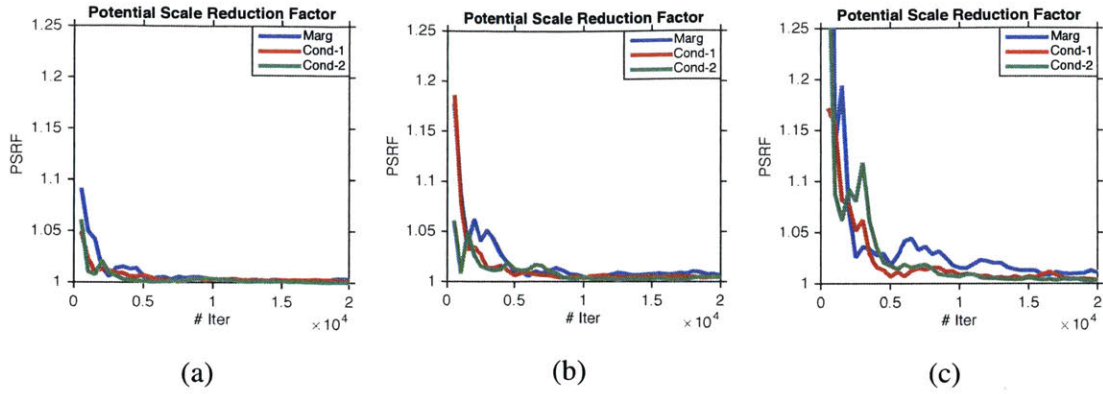 Potential Scale Reduction Factor
1.25
1.2
1.15
1.1
1.05
1
PSRF
Marg
Cond-1
Cond-2
0 0.5 1 1.5 2
# Iter
× 10^4
(a)
Potential Scale Reduction Factor
1.25
1.2
1.15
1.1
1.05
1
PSRF
Marg
Cond-1
Cond-2
0 0.5 1 1.5 2
# Iter
× 10^4
(b)
Potential Scale Reduction Factor
1.25
1.2
1.15
1.1
1.05
1
PSRF
Marg
Cond-1
Cond-2
0 0.5 1 1.5 2
# Iter
× 10^4
(c)